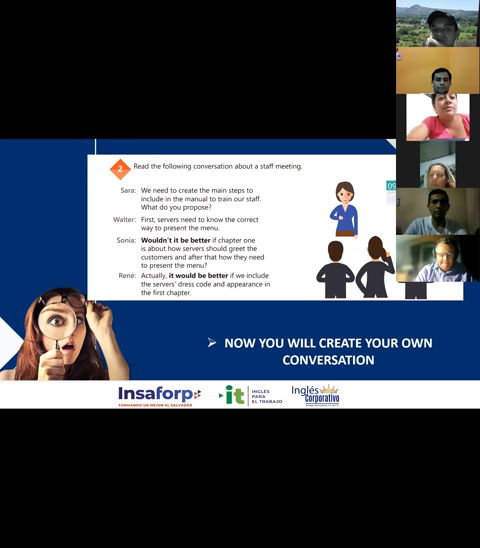 2 Read the following conversation about a staff meeting.
Sara: We need to create the main steps to
include in the manual to train our staff.
What do you propose?
Walter: First, servers need to know the correct
way to present the menu.
Sonia: Wouldn't it be better if chapter one
is about how servers should greet the
customers and after that how they need
to present the menu?
René: Actually, it would be better if we include
the servers' dress code and appearance in
the first chapter.
09
➢ NOW YOU WILL CREATE YOUR OWN
CONVERSATION
Insaforp
FORMANDO UN MEJOR EL SALVADOR
it
INGLÉS
PARA
EL TRABAJO
Inglés
Corporativo